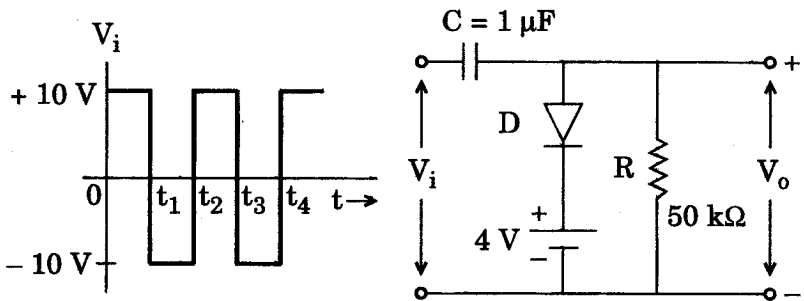 V_i
+ 10 V
0
t_1
t_2
t_3
t_4
t→
– 10 V
C = 1 μF
+
D
V_i
R
V_o
50 kΩ
+
4 V
–
–